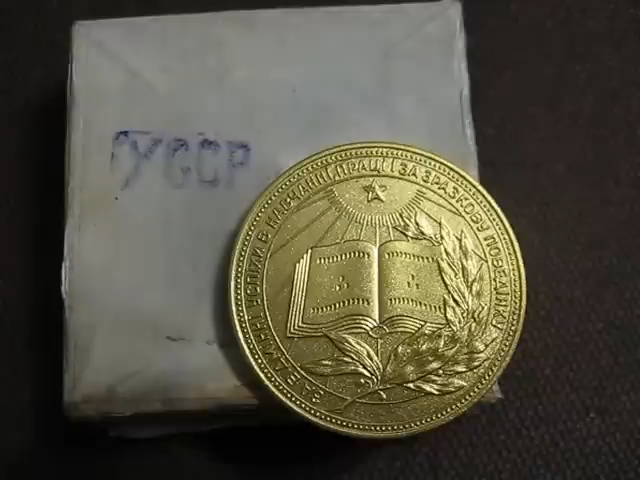 УССР
ЗА ВІДМІННІ УСПІХИ В НАВЧАННІ, ПРАЦІ І ЗА ЗРАЗКОВУ ПОВЕДІНКУ